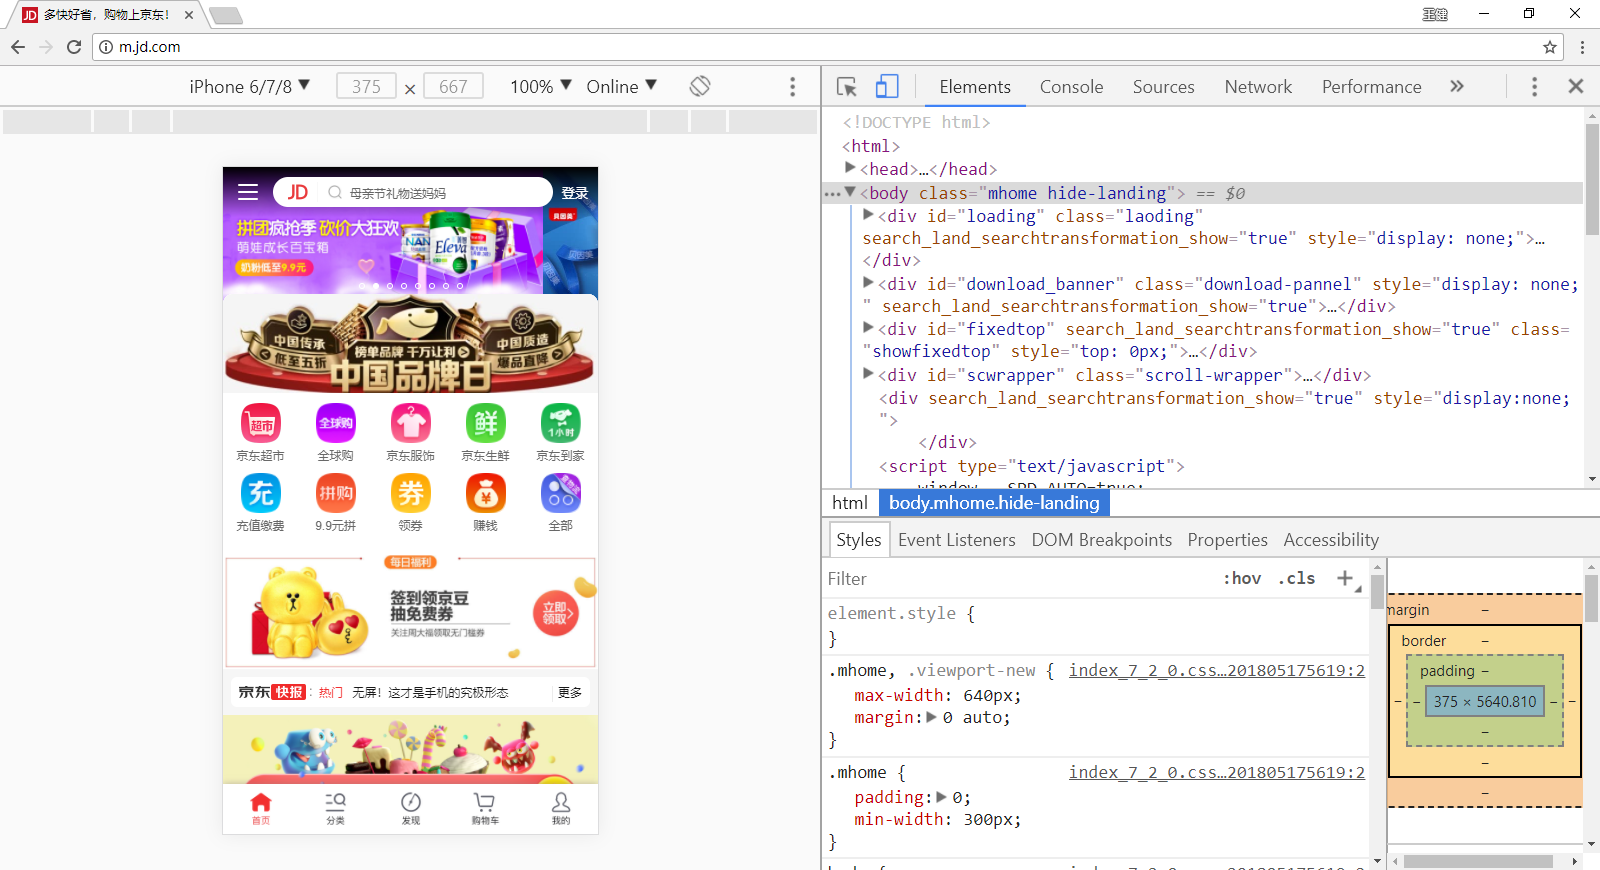 JD 多快好省，购物上京东！
王健
m.jd.com
iPhone 6/7/8 375 × 667 100% Online
Elements Console Sources Network Performance
JD 母亲节礼物送妈妈 登录
贝因美
拼团疯抢季 砍价大狂欢
萌娃成长百宝箱
奶粉低至9.9元
NAN Eleva
中国传承
低至五折
榜单品牌 千万让利
中国质造
爆品直降
中国品牌日
超市 全球购 鲜 1小时
京东超市 全球购 京东服饰 京东生鲜 京东到家
充 拼购 券
充值缴费 9.9元拼 领券 赚钱 全部
每日福利
签到领京豆
抽免费券
关注周大福领取无门槛券
立即
领取
京东快报 : 热门 无屏！这才是手机的究极形态 更多
首页 分类 发现 购物车 我的
<!DOCTYPE html>
<html>
<head>…</head>
<body class="mhome hide-landing"> == $0
<div id="loading" class="laoding"
search_land_searchtransformation_show="true" style="display: none;">…
</div>
<div id="download_banner" class="download-pannel" style="display: none;
" search_land_searchtransformation_show="true">…</div>
<div id="fixedtop" search_land_searchtransformation_show="true" class=
"showfixedtop" style="top: 0px;">…</div>
<div id="scwrapper" class="scroll-wrapper">…</div>
<div search_land_searchtransformation_show="true" style="display:none;
">
</div>
<script type="text/javascript">
window._SPD_AUTO=true;
html body.mhome.hide-landing
Styles Event Listeners DOM Breakpoints Properties Accessibility
Filter :hov .cls +
element.style {
}
.mhome, .viewport-new { index_7_2_0.css…201805175619:2
max-width: 640px;
margin: 0 auto;
}
.mhome { index_7_2_0.css…201805175619:2
padding: 0;
min-width: 300px;
}
margin –
border –
padding –
– – 375 × 5640.810 – –
–
–
–